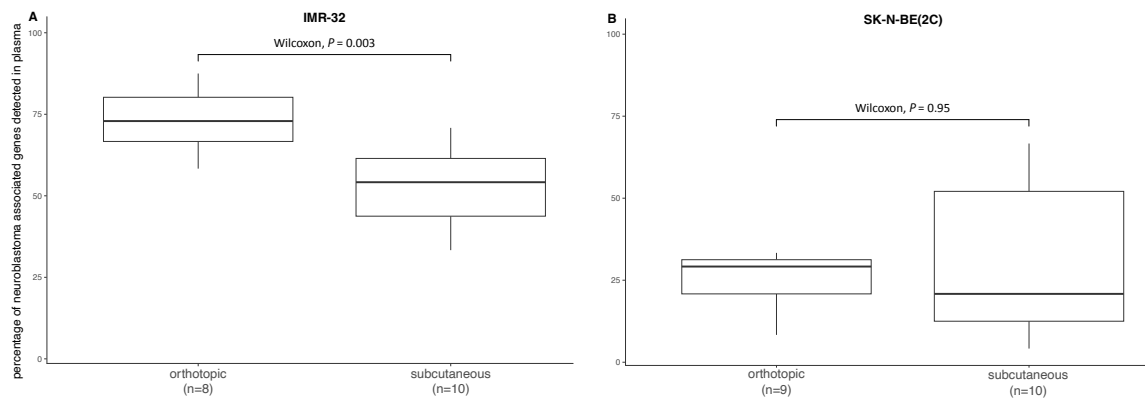 A
IMR-32
percentage of neuroblastoma associated genes detected in plasma
100
75
50
25
0
Wilcoxon, P = 0.003
orthotopic
(n=8)
subcutaneous
(n=10)
B
SK-N-BE(2C)
100
75
50
25
0
Wilcoxon, P = 0.95
orthotopic
(n=9)
subcutaneous
(n=10)